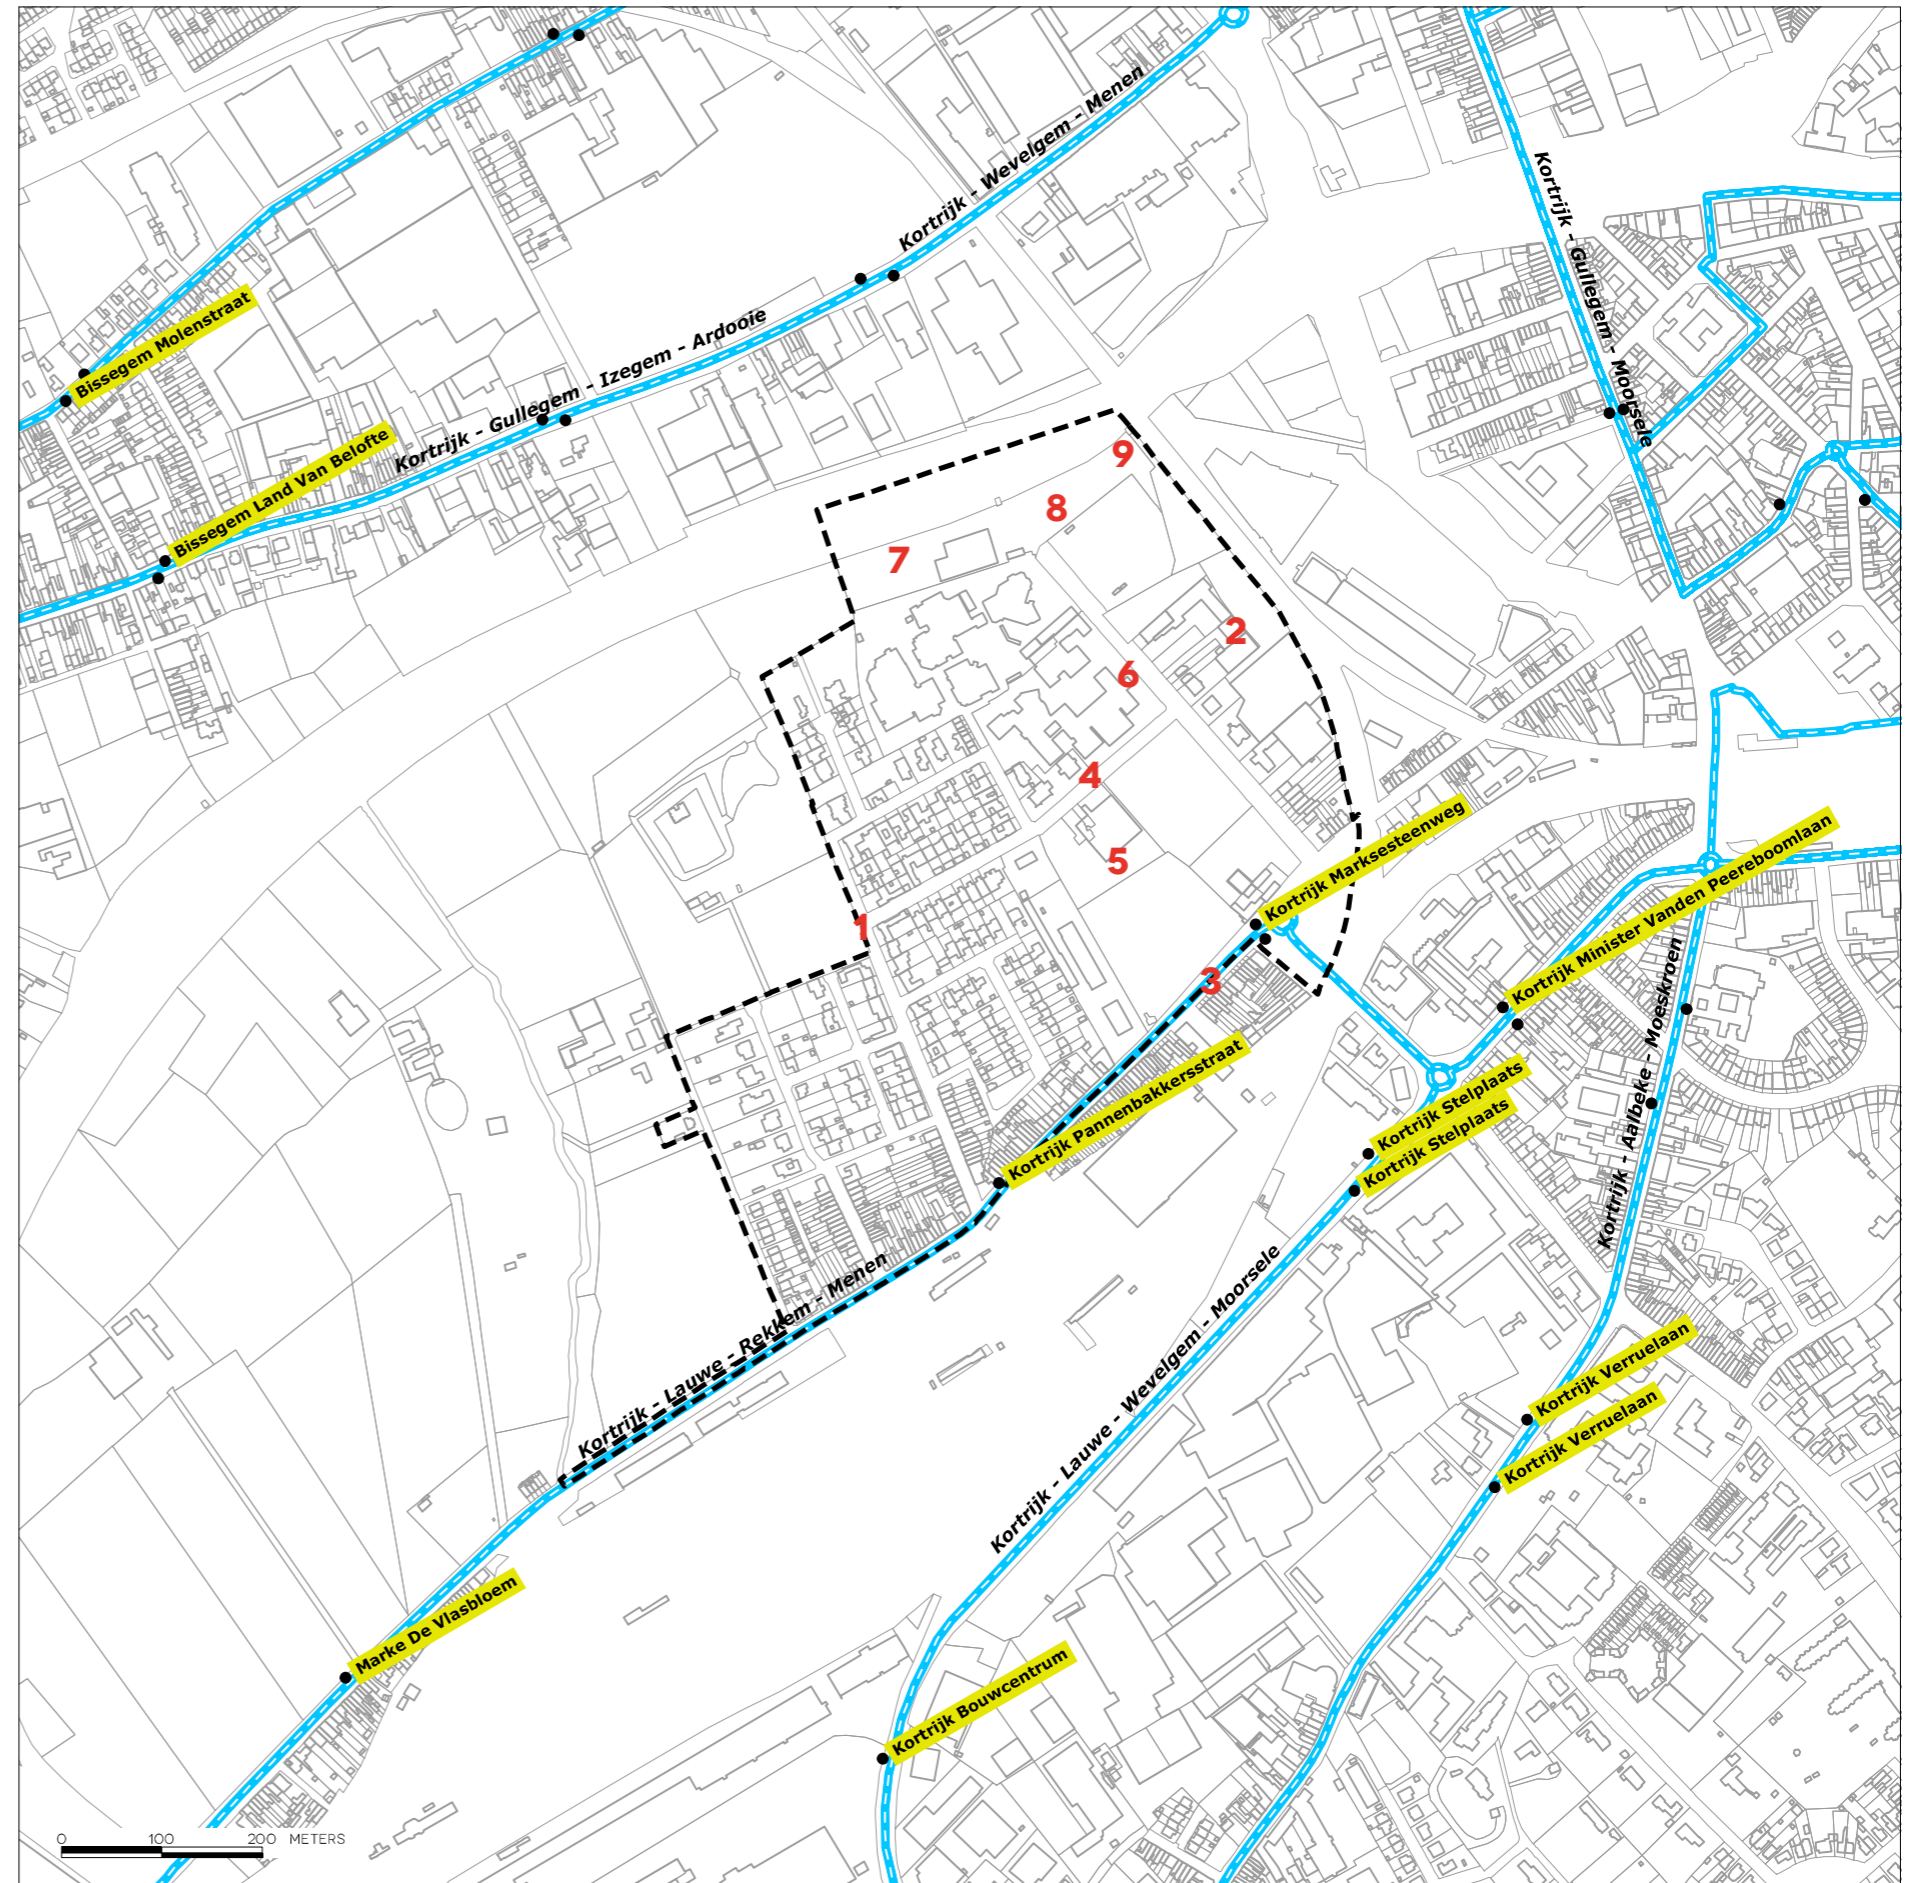 Kortrijk - Wevelgem - Menen
Kortrijk - Gullegem - Moorsele
Bissegem Molenstraat
Kortrijk - Gullegem - Izegem - Ardooie
Bissegem Land Van Belofte
9
8
7
2
6
4
5
Kortrijk Marksesteenweg
Kortrijk Minister Vanden Peereboomlaan
1
3
Kortrijk Pannenbakkersstraat
Kortrijk Stelplaats
Kortrijk Stelplaats
Kortrijk - Aalbeke - Moeskroen
Kortrijk - Lauwe - Rekkem - Menen
Kortrijk - Lauwe - Wevelgem - Moorsele
Kortrijk Verruelaan
Kortrijk Verruelaan
Marke De Vlasbloem
Kortrijk Bouwcentrum
0 100 200 METERS